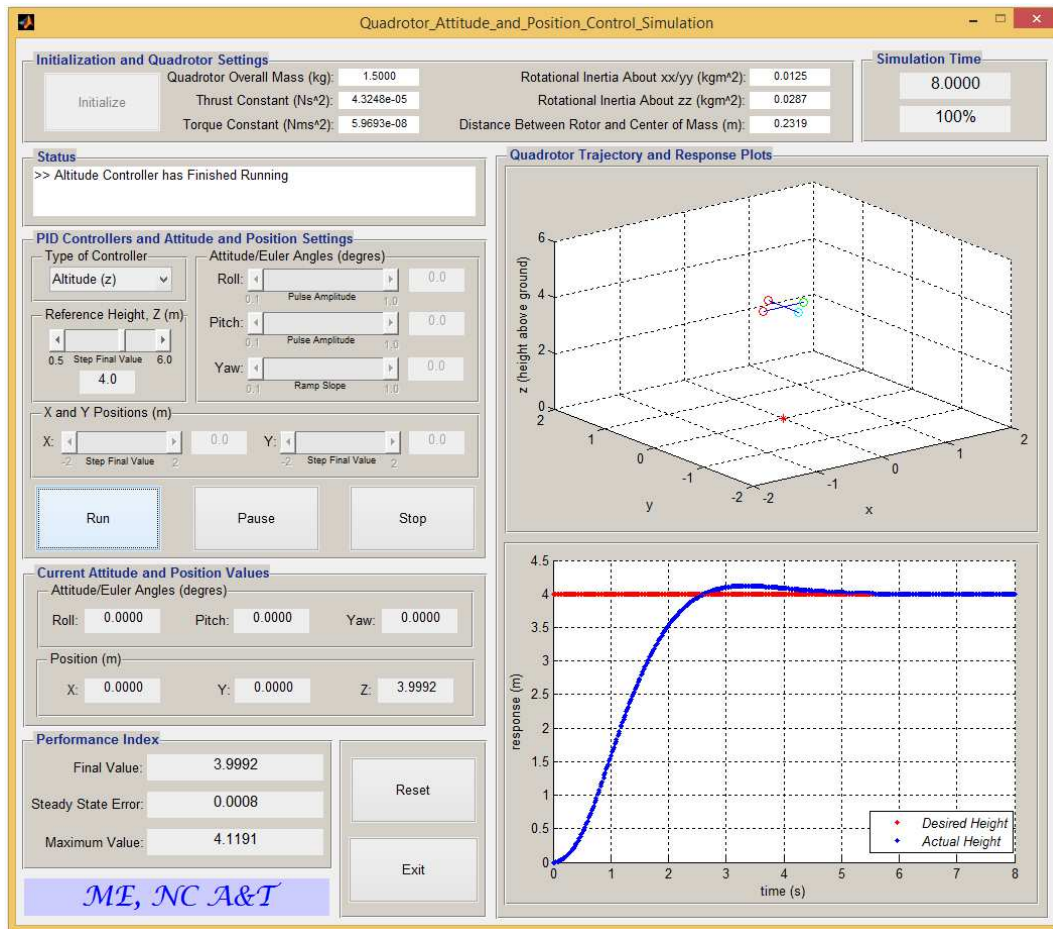 Quadrotor_Attitude_and_Position_Control_Simulation
Initialization and Quadrotor Settings
Initialize
Quadrotor Overall Mass (kg): 1.5000
Thrust Constant (Ns^2): 4.3248e-05
Torque Constant (Nms^2): 5.9693e-08
Rotational Inertia About xx/yy (kgm^2): 0.0125
Rotational Inertia About zz (kgm^2): 0.0287
Distance Between Rotor and Center of Mass (m): 0.2319
Simulation Time
8.0000
100%
Status
>> Altitude Controller has Finished Running
PID Controllers and Attitude and Position Settings
Type of Controller
Altitude (z)
Reference Height, Z (m)
0.5 Step Final Value 6.0
4.0
Attitude/Euler Angles (degres)
Roll: 0.0
0.1 Pulse Amplitude 1.0
Pitch: 0.0
0.1 Pulse Amplitude 1.0
Yaw: 0.0
0.1 Ramp Slope 1.0
X and Y Positions (m)
X: 0.0 Y: 0.0
-2 Step Final Value 2 -2 Step Final Value 2
Run Pause Stop
Current Attitude and Position Values
Attitude/Euler Angles (degres)
Roll: 0.0000 Pitch: 0.0000 Yaw: 0.0000
Position (m)
X: 0.0000 Y: 0.0000 Z: 3.9992
Performance Index
Final Value: 3.9992
Steady State Error: 0.0008
Maximum Value: 4.1191
Reset
Exit
ME, NC A&T
Quadrotor Trajectory and Response Plots
z (height above ground)
6
4
2
0
2
1
0
-1
-2
y
-2
-1
0
1
2
x
response (m)
4.5
4
3.5
3
2.5
2
1.5
1
0.5
0
0 1 2 3 4 5 6 7 8
time (s)
Desired Height
Actual Height